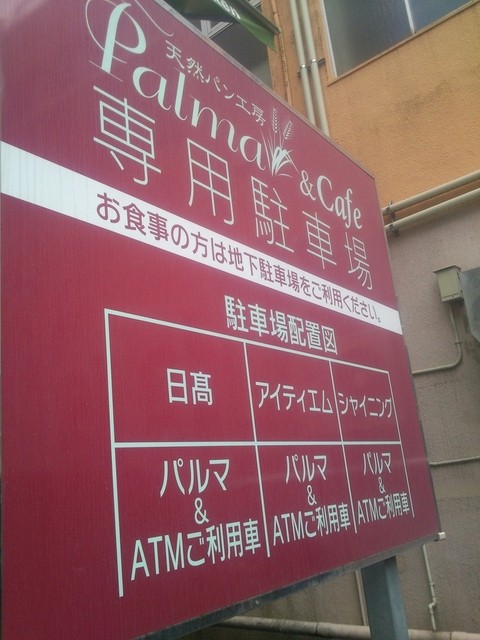 天然パン工房
Palma & Cafe
専用駐車場
お食事の方は地下駐車場をご利用ください。
駐車場配置図
日髙
アイティエム
シャイニング
パルマ
&
ATMご利用車
パルマ
&
ATMご利用車
パルマ
&
ATMご利用車